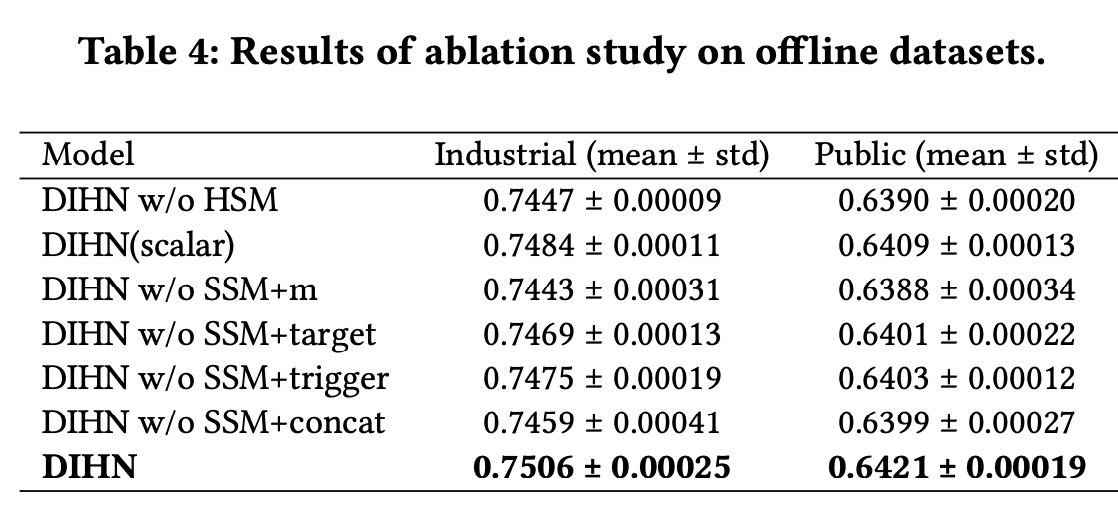 Table 4: Results of ablation study on offline datasets.
Model Industrial (mean ± std) Public (mean ± std)
DIHN w/o HSM 0.7447 ± 0.00009 0.6390 ± 0.00020
DIHN(scalar) 0.7484 ± 0.00011 0.6409 ± 0.00013
DIHN w/o SSM+m 0.7443 ± 0.00031 0.6388 ± 0.00034
DIHN w/o SSM+target 0.7469 ± 0.00013 0.6401 ± 0.00022
DIHN w/o SSM+trigger 0.7475 ± 0.00019 0.6403 ± 0.00012
DIHN w/o SSM+concat 0.7459 ± 0.00041 0.6399 ± 0.00027
DIHN 0.7506 ± 0.00025 0.6421 ± 0.00019